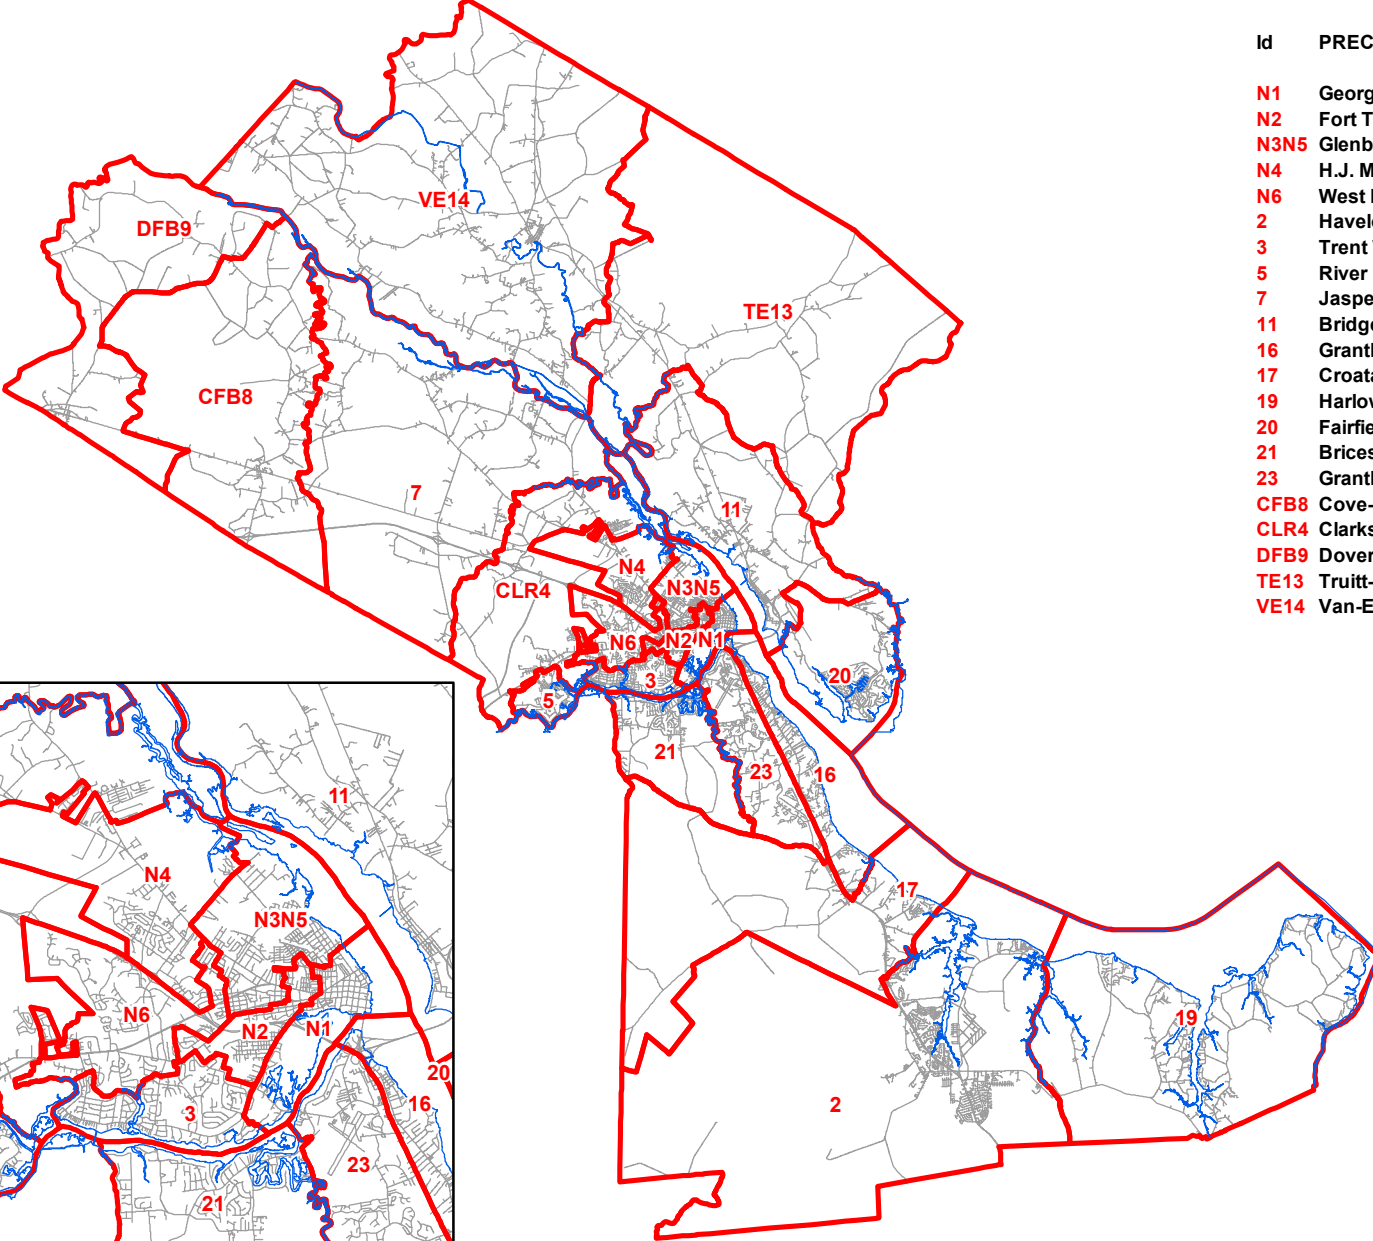 Id PREC
N1 Georg
N2 Fort T
N3N5 Glenb
N4 H.J. M
N6 West
2 Havel
3 Trent
5 River
7 Jaspe
11 Bridg
16 Grant
17 Croat
19 Harlo
20 Fairfie
21 Brices
23 Grant
CFB8 Cove-
CLR4 Clarks
DFB9 Dover
TE13 Truitt-
VE14 Van-E
VE14
DFB9
TE13
CFB8
7
11
N4
CLR4
N3N5
N6
N2
N1
3
20
5
21
23
16
17
19
2
11
N4
N3N5
N6
N2
N1
20
16
3
23
21